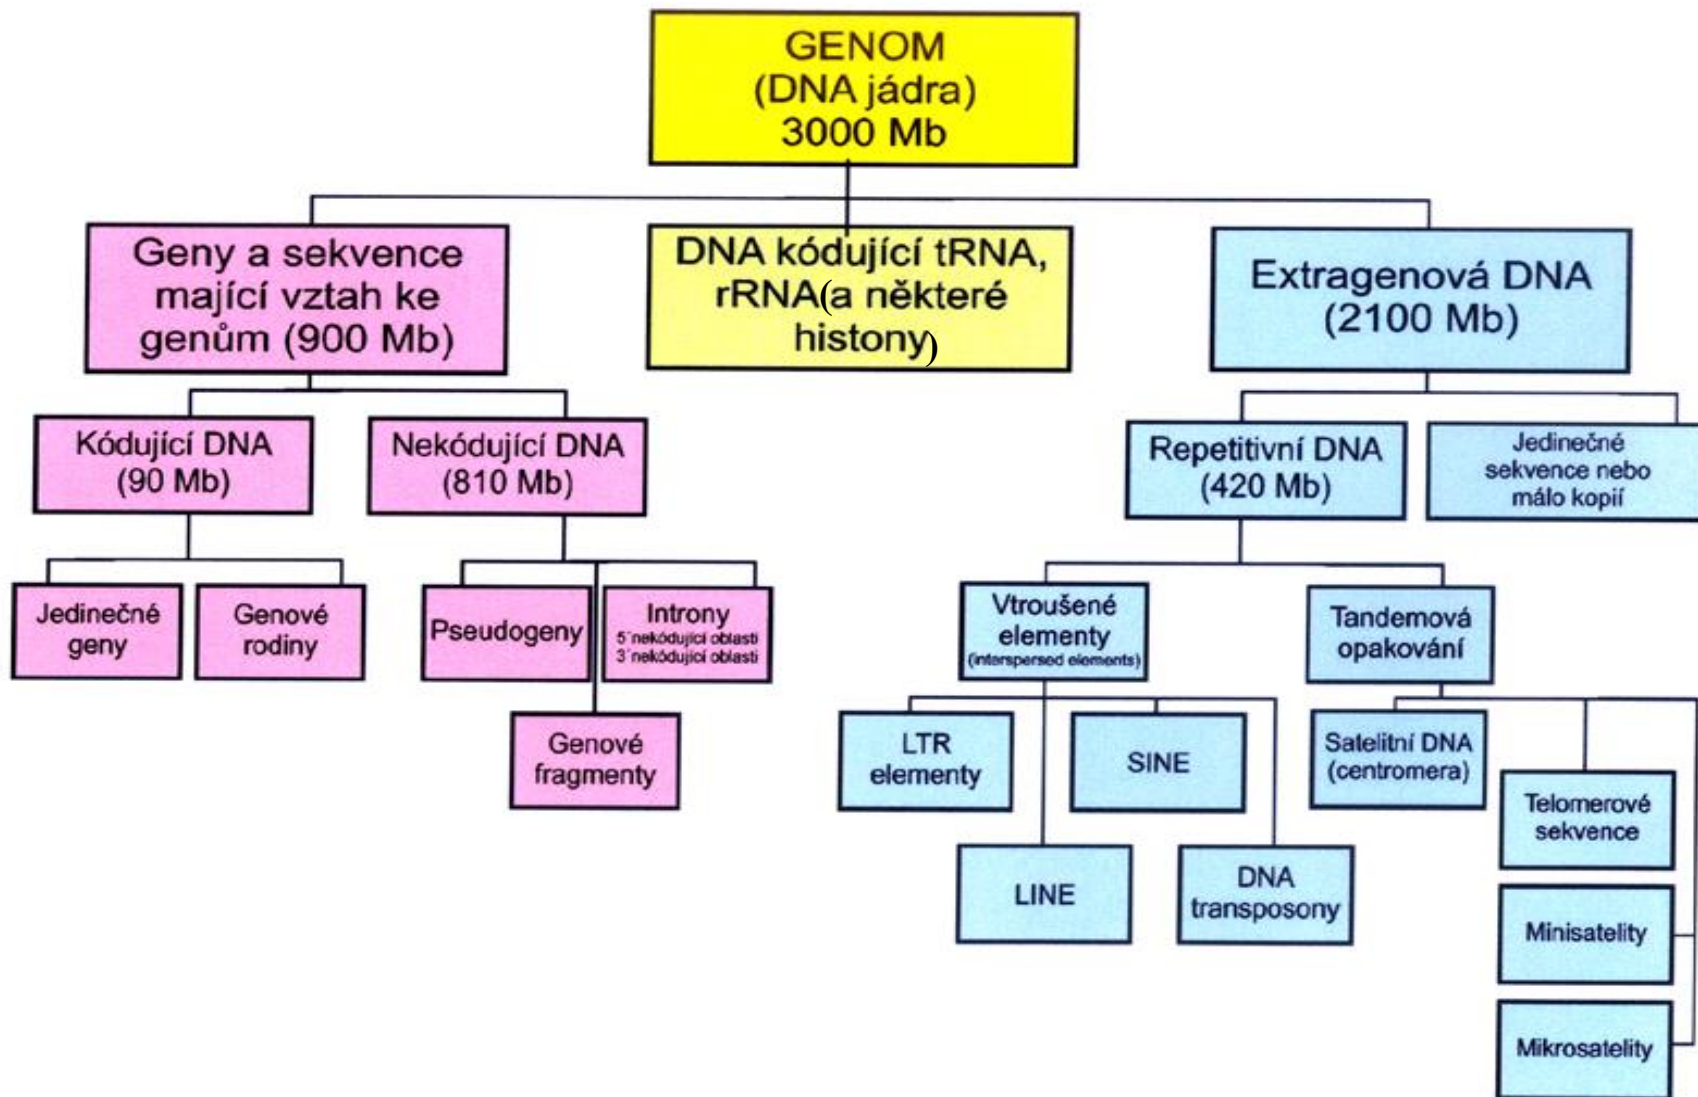 GENOM
(DNA jádra)
3000 Mb
Geny a sekvence
mající vztah ke
genům (900 Mb)
DNA kódující tRNA,
rRNA(a některé
histony)
Extragenová DNA
(2100 Mb)
Kódující DNA
(90 Mb)
Nekódující DNA
(810 Mb)
Repetitivní DNA
(420 Mb)
Jedinečné
sekvence nebo
málo kopií
Jedinečné
geny
Genové
rodiny
Pseudogeny
Introny
5´nekódující oblasti
3´nekódující oblasti
Genové
fragmenty
Vtroušené
elementy
(interspersed elements)
Tandemová
opakování
LTR
elementy
SINE
LINE
DNA
transposony
Satelitní DNA
(centromera)
Telomerové
sekvence
Minisatelity
Mikrosatelity